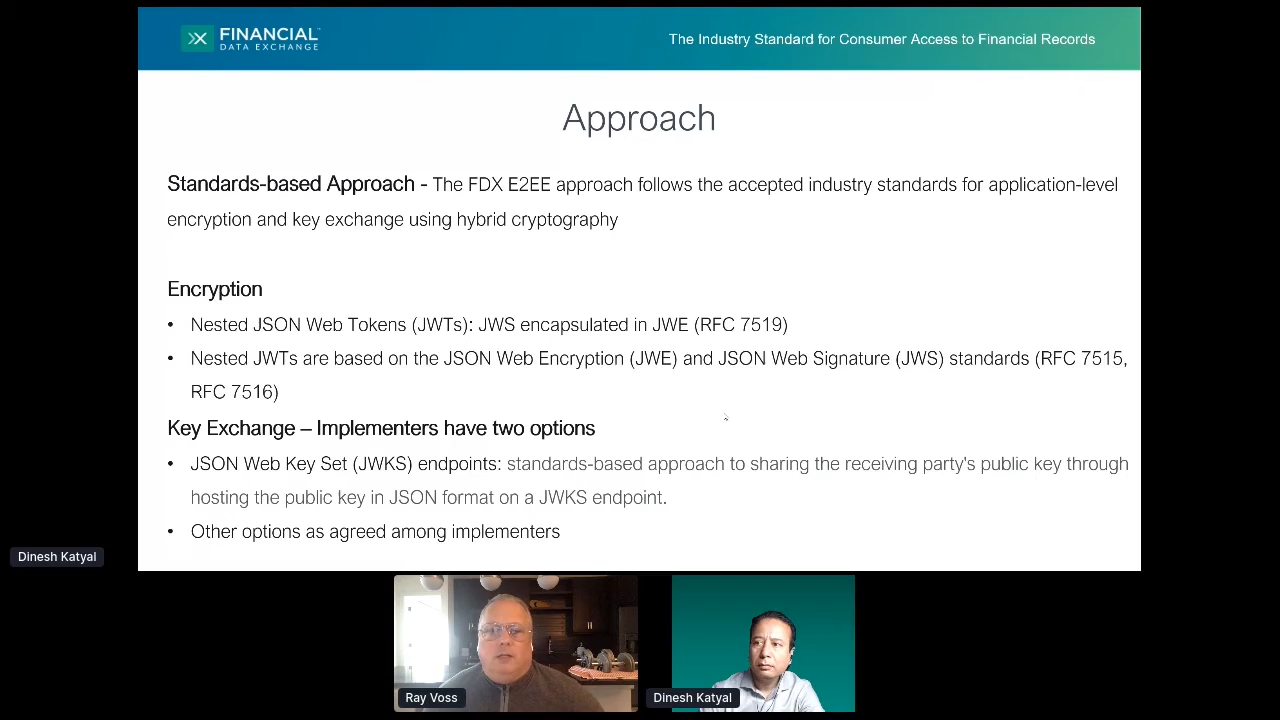 FINANCIAL
DATA EXCHANGE
The Industry Standard for Consumer Access to Financial Records
Approach
Standards-based Approach - The FDX E2EE approach follows the accepted industry standards for application-level
encryption and key exchange using hybrid cryptography
Encryption
• Nested JSON Web Tokens (JWTs): JWS encapsulated in JWE (RFC 7519)
• Nested JWTs are based on the JSON Web Encryption (JWE) and JSON Web Signature (JWS) standards (RFC 7515,
RFC 7516)
Key Exchange – Implementers have two options
• JSON Web Key Set (JWKS) endpoints: standards-based approach to sharing the receiving party's public key through
hosting the public key in JSON format on a JWKS endpoint.
• Other options as agreed among implementers
Dinesh Katyal
Ray Voss
Dinesh Katyal